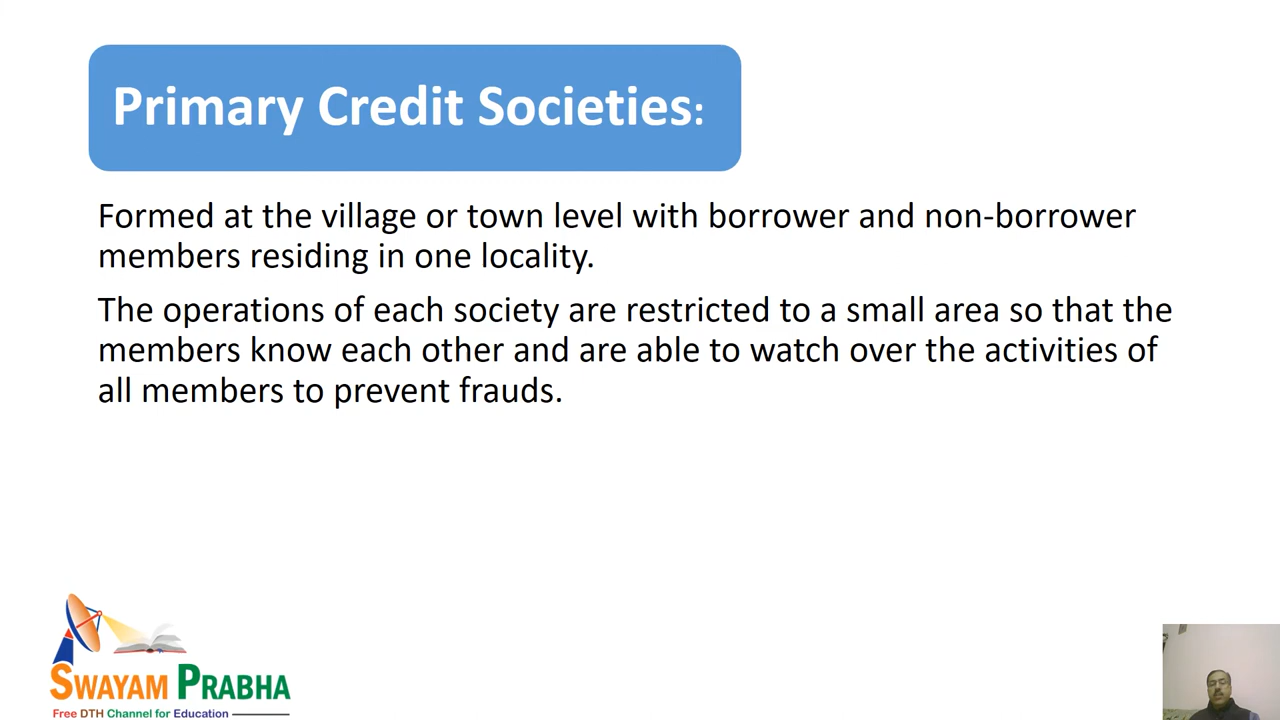 Primary Credit Societies:
Formed at the village or town level with borrower and non-borrower
members residing in one locality.
The operations of each society are restricted to a small area so that the
members know each other and are able to watch over the activities of
all members to prevent frauds.
SWAYAM PRABHA
Free DTH Channel for Education